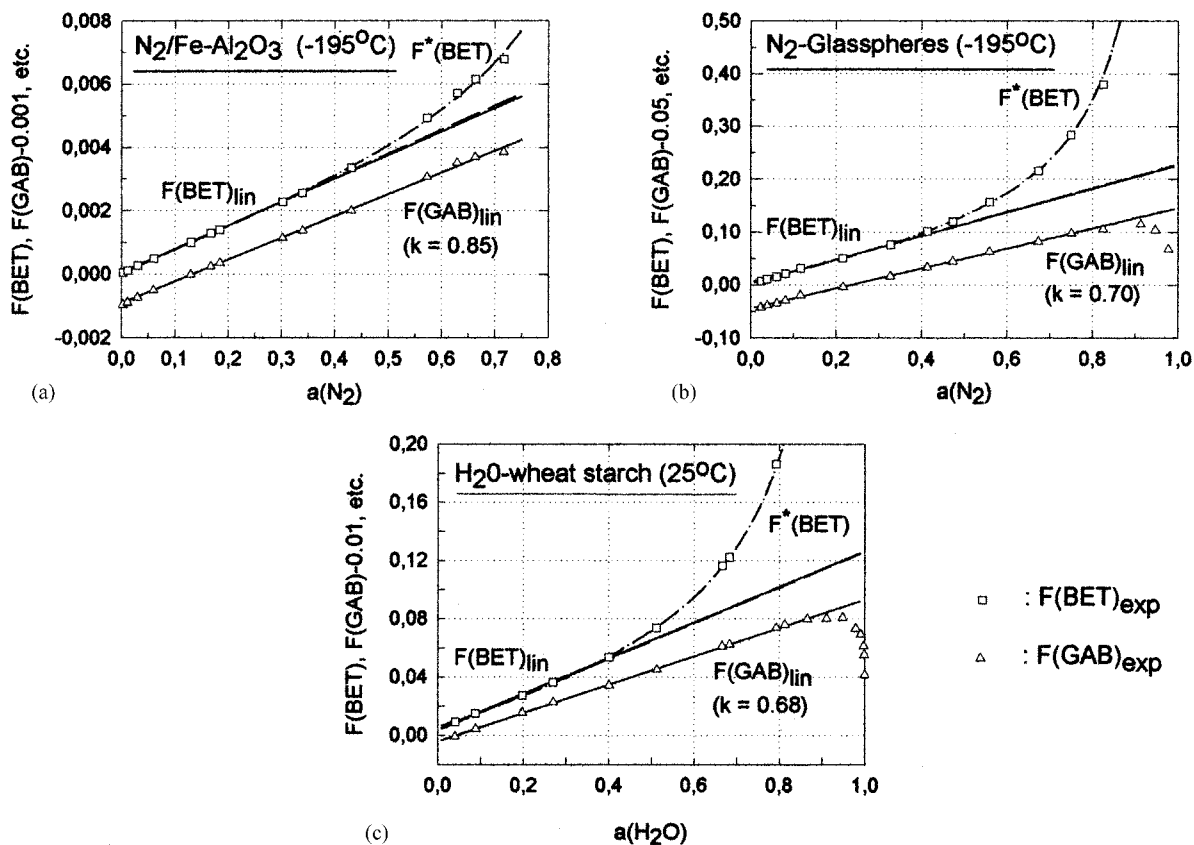 N2/Fe-Al2O3 (-195°C)
F*(BET)
F(BET)lin
F(GAB)lin
(k = 0.85)
F(BET), F(GAB)-0.001, etc.
0,008
0,006
0,004
0,002
0,000
-0,002
0,0 0,1 0,2 0,3 0,4 0,5 0,6 0,7 0,8
a(N2)
(a)
N2-Glasspheres (-195°C)
F*(BET)
F(BET)lin
F(GAB)lin
(k = 0.70)
F(BET), F(GAB)-0.05, etc.
0,50
0,40
0,30
0,20
0,10
0,00
-0,10
0,0 0,2 0,4 0,6 0,8 1,0
a(N2)
(b)
H20-wheat starch (25°C)
F*(BET)
F(BET)lin
F(GAB)lin
(k = 0.68)
F(BET), F(GAB)-0.01, etc.
0,20
0,16
0,12
0,08
0,04
0,00
0,0 0,2 0,4 0,6 0,8 1,0
a(H2O)
(c)
: F(BET)exp
: F(GAB)exp